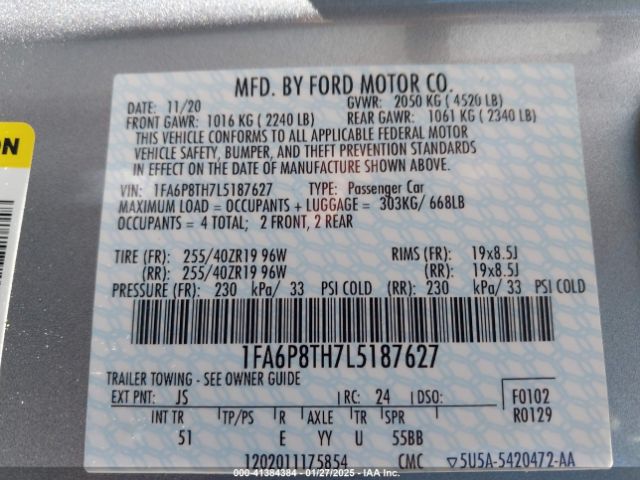 MFD. BY FORD MOTOR CO.
DATE: 11/20 GVWR: 2050 KG ( 4520 LB)
FRONT GAWR: 1016 KG ( 2240 LB) REAR GAWR: 1061 KG ( 2340 LB)
THIS VEHICLE CONFORMS TO ALL APPLICABLE FEDERAL MOTOR
VEHICLE SAFETY, BUMPER, AND THEFT PREVENTION STANDARDS
IN EFFECT ON THE DATE OF MANUFACTURE SHOWN ABOVE.
VIN: 1FA6P8TH7L5187627 TYPE: Passenger Car
MAXIMUM LOAD = OCCUPANTS + LUGGAGE = 303KG/ 668LB
OCCUPANTS = 4 TOTAL; 2 FRONT, 2 REAR
TIRE (FR): 255/40ZR19 96W RIMS (FR): 19x8.5J
(RR): 255/40ZR19 96W (RR): 19x8.5J
PRESSURE (FR): 230 kPa/ 33 PSI COLD (RR): 230 kPa/ 33 PSI COLD
1FA6P8TH7L5187627
TRAILER TOWING - SEE OWNER GUIDE
EXT PNT: JS RC: 24 DSO: F0102
R0129
INT TR TP/PS R AXLE TR SPR
51 E YY U 55BB
1202011175854 CMC ▽5U5A-5420472-AA
ON
000-41384384 - 01/27/2025 - Copart, Inc.